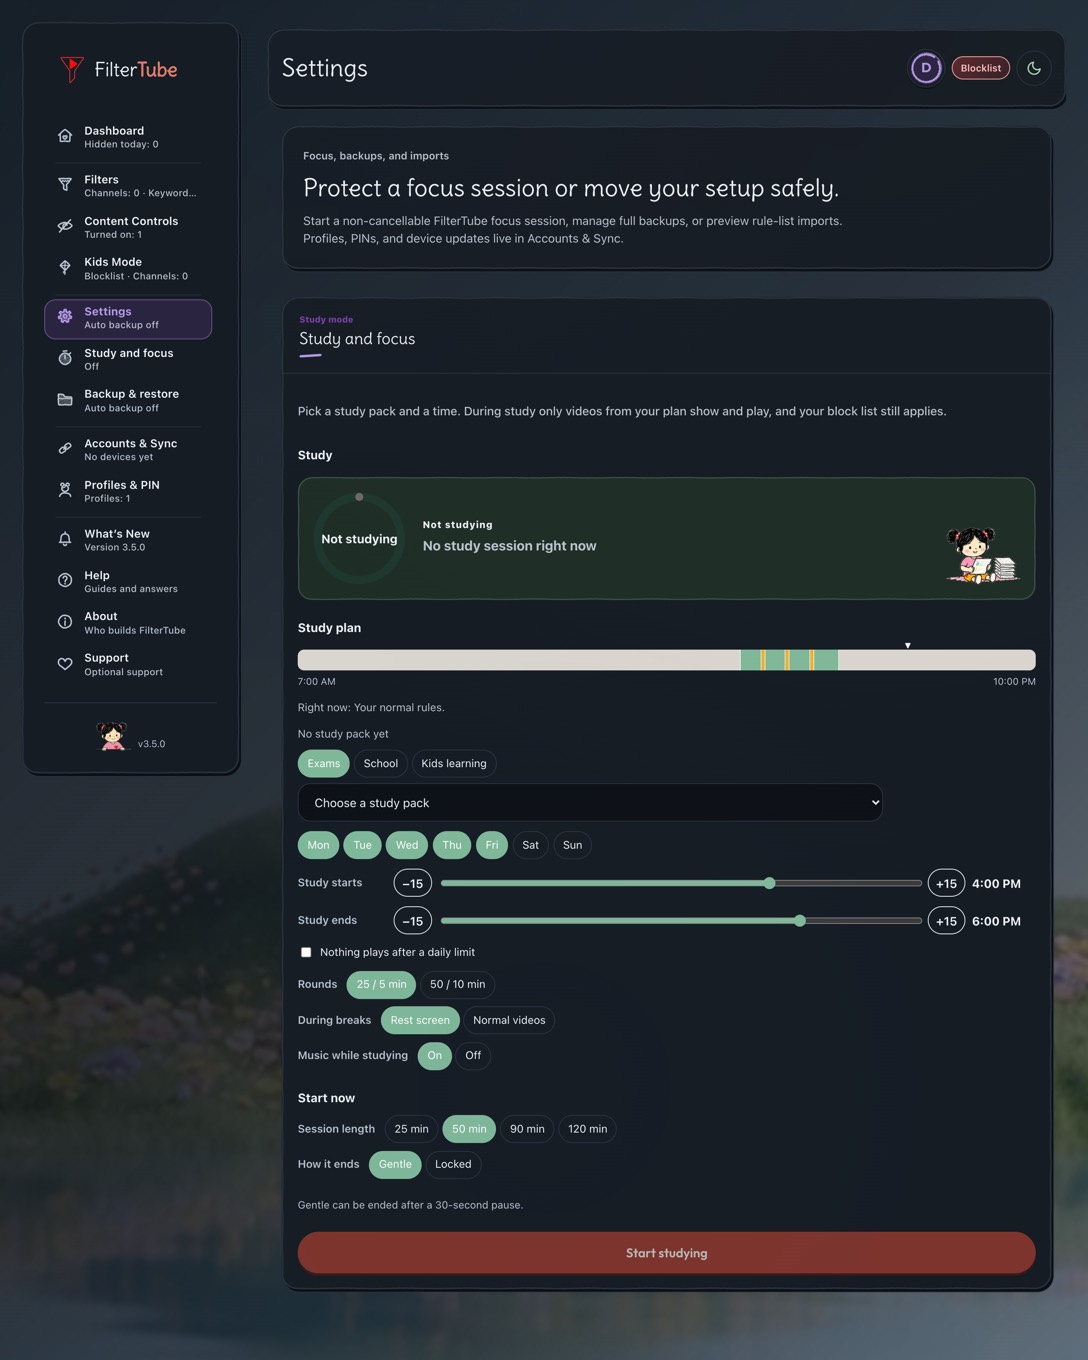 FilterTube
Dashboard
Hidden today: 0
Filters
Channels: 0 · Keyword...
Content Controls
Turned on: 1
Kids Mode
Blocklist · Channels: 0
Settings
Auto backup off
Study and focus
Off
Backup & restore
Auto backup off
Accounts & Sync
No devices yet
Profiles & PIN
Profiles: 1
What's New
Version 3.5.0
Help
Guides and answers
About
Who builds FilterTube
Support
Optional support
v3.5.0
Settings
D
Blocklist
Focus, backups, and imports
Protect a focus session or move your setup safely.
Start a non-cancellable FilterTube focus session, manage full backups, or preview rule-list imports.
Profiles, PINs, and device updates live in Accounts & Sync.
Study mode
Study and focus
Pick a study pack and a time. During study only videos from your plan show and play, and your block list still applies.
Study
Not studying
Not studying
No study session right now
Study plan
7:00 AM 10:00 PM
Right now: Your normal rules.
No study pack yet
Exams School Kids learning
Choose a study pack
Mon Tue Wed Thu Fri Sat Sun
Study starts −15 +15 4:00 PM
Study ends −15 +15 6:00 PM
Nothing plays after a daily limit
Rounds 25 / 5 min 50 / 10 min
During breaks Rest screen Normal videos
Music while studying On Off
Start now
Session length 25 min 50 min 90 min 120 min
How it ends Gentle Locked
Gentle can be ended after a 30-second pause.
Start studying